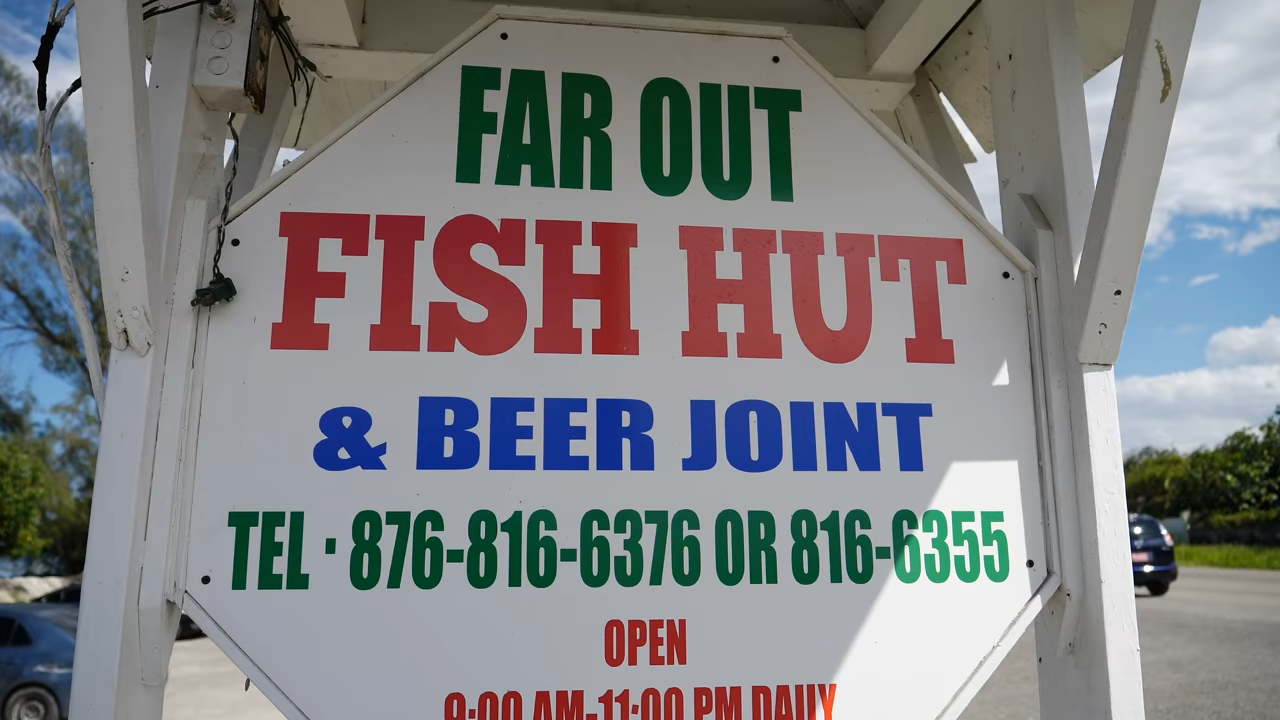 FAR OUT
FISH HUT
& BEER JOINT
TEL · 876-816-6376 OR 816-6355
OPEN
9:00 AM-11:00 PM DAILY